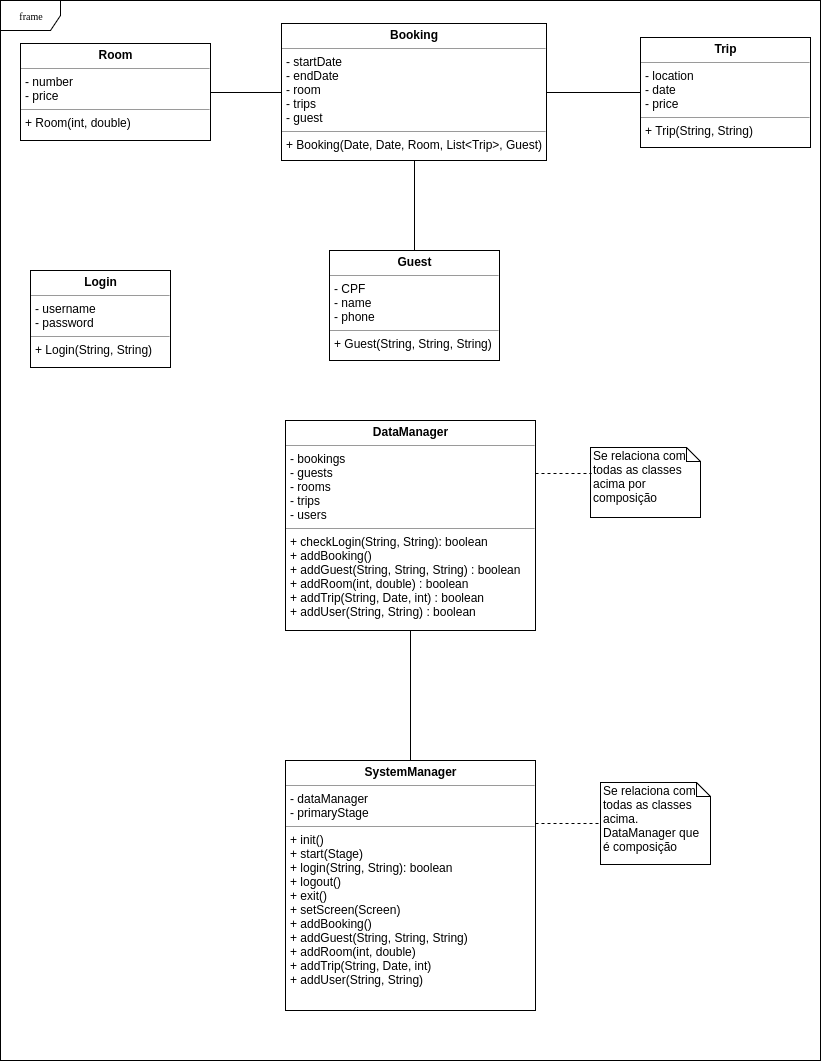 frame
Room
- number
- price
+ Room(int, double)
Booking
- startDate
- endDate
- room
- trips
- guest
+ Booking(Date, Date, Room, List<Trip>, Guest)
Trip
- location
- date
- price
+ Trip(String, String)
Login
- username
- password
+ Login(String, String)
Guest
- CPF
- name
- phone
+ Guest(String, String, String)
DataManager
- bookings
- guests
- rooms
- trips
- users
+ checkLogin(String, String): boolean
+ addBooking()
+ addGuest(String, String, String) : boolean
+ addRoom(int, double) : boolean
+ addTrip(String, Date, int) : boolean
+ addUser(String, String) : boolean
Se relaciona com
todas as classes
acima por
composição
SystemManager
- dataManager
- primaryStage
+ init()
+ start(Stage)
+ login(String, String): boolean
+ logout()
+ exit()
+ setScreen(Screen)
+ addBooking()
+ addGuest(String, String, String)
+ addRoom(int, double)
+ addTrip(String, Date, int)
+ addUser(String, String)
Se relaciona com
todas as classes
acima.
DataManager que
é composição